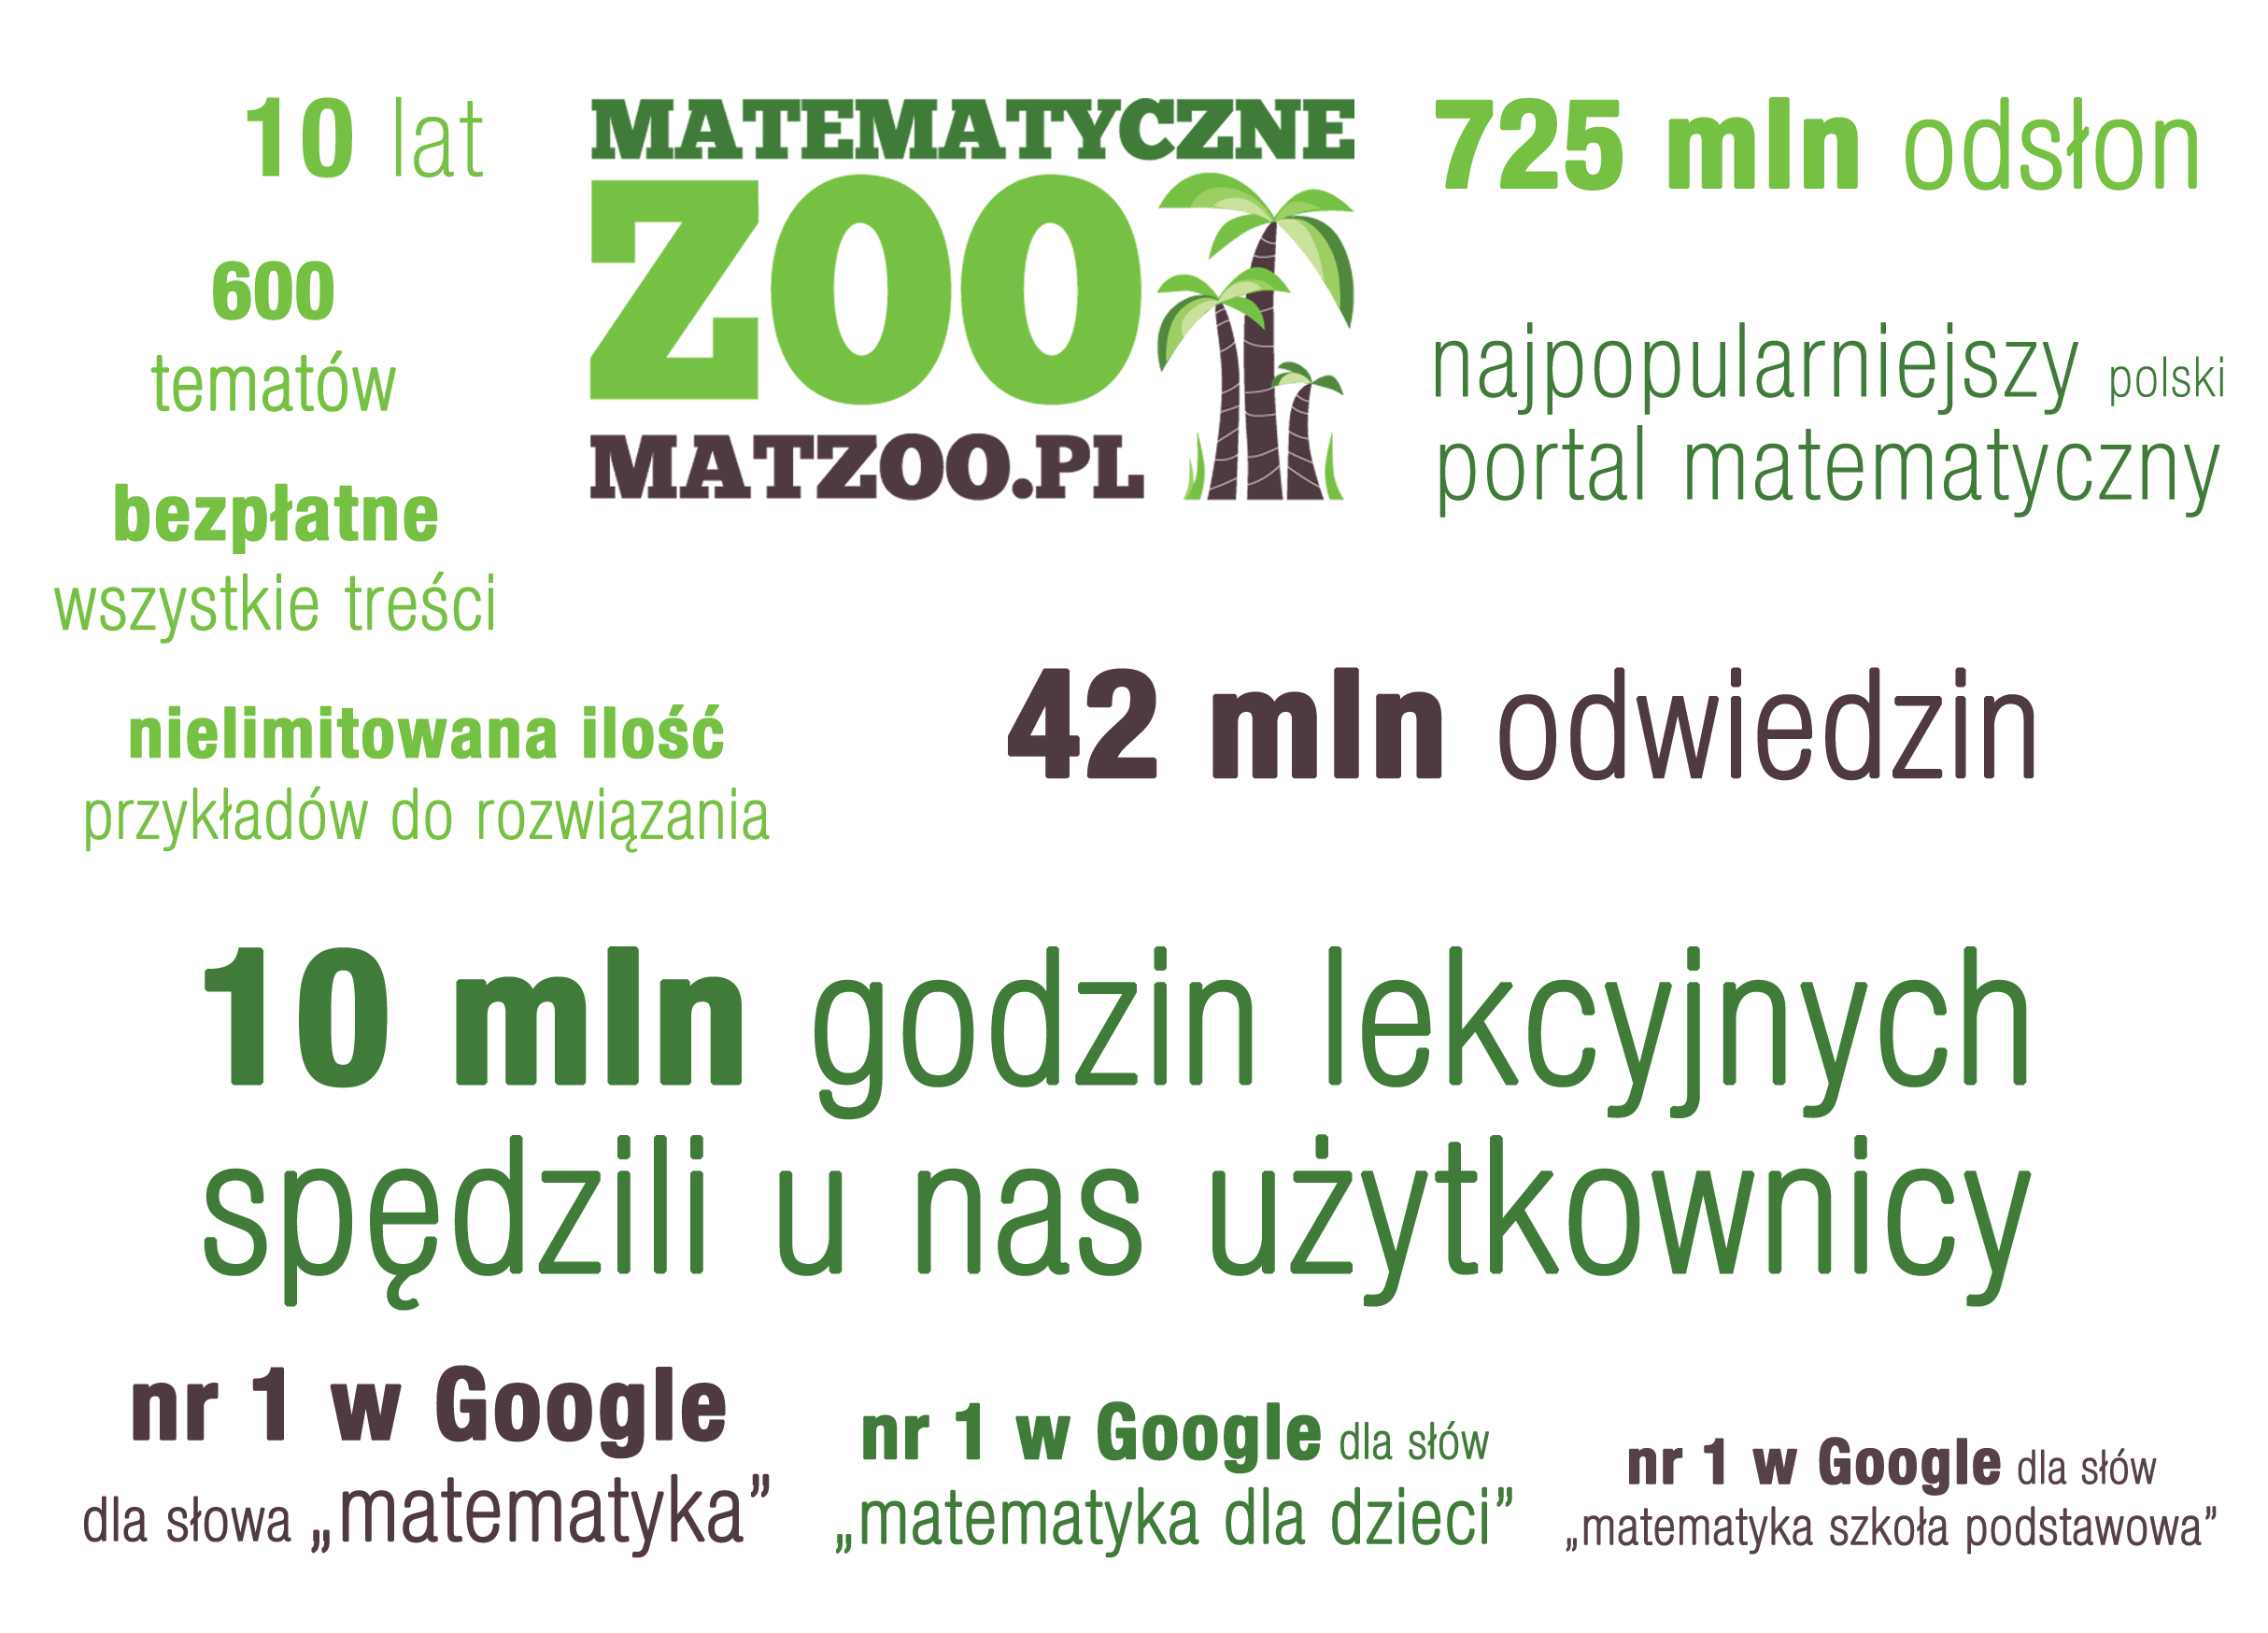 10 lat
600
tematów
bezpłatne
wszystkie treści
nielimitowana ilość
przykładów do rozwiązania
MATEMATYCZNE
ZOO
MATZOO.PL
725 mln odsłon
najpopularniejszy polski
portal matematyczny
42 mln odwiedzin
10 mln godzin lekcyjnych
spędzili u nas użytkownicy
nr 1 w Google
dla słowa „matematyka”
nr 1 w Google dla słów
„matematyka dla dzieci”
nr 1 w Google dla słów
„matematyka szkoła podstawowa”